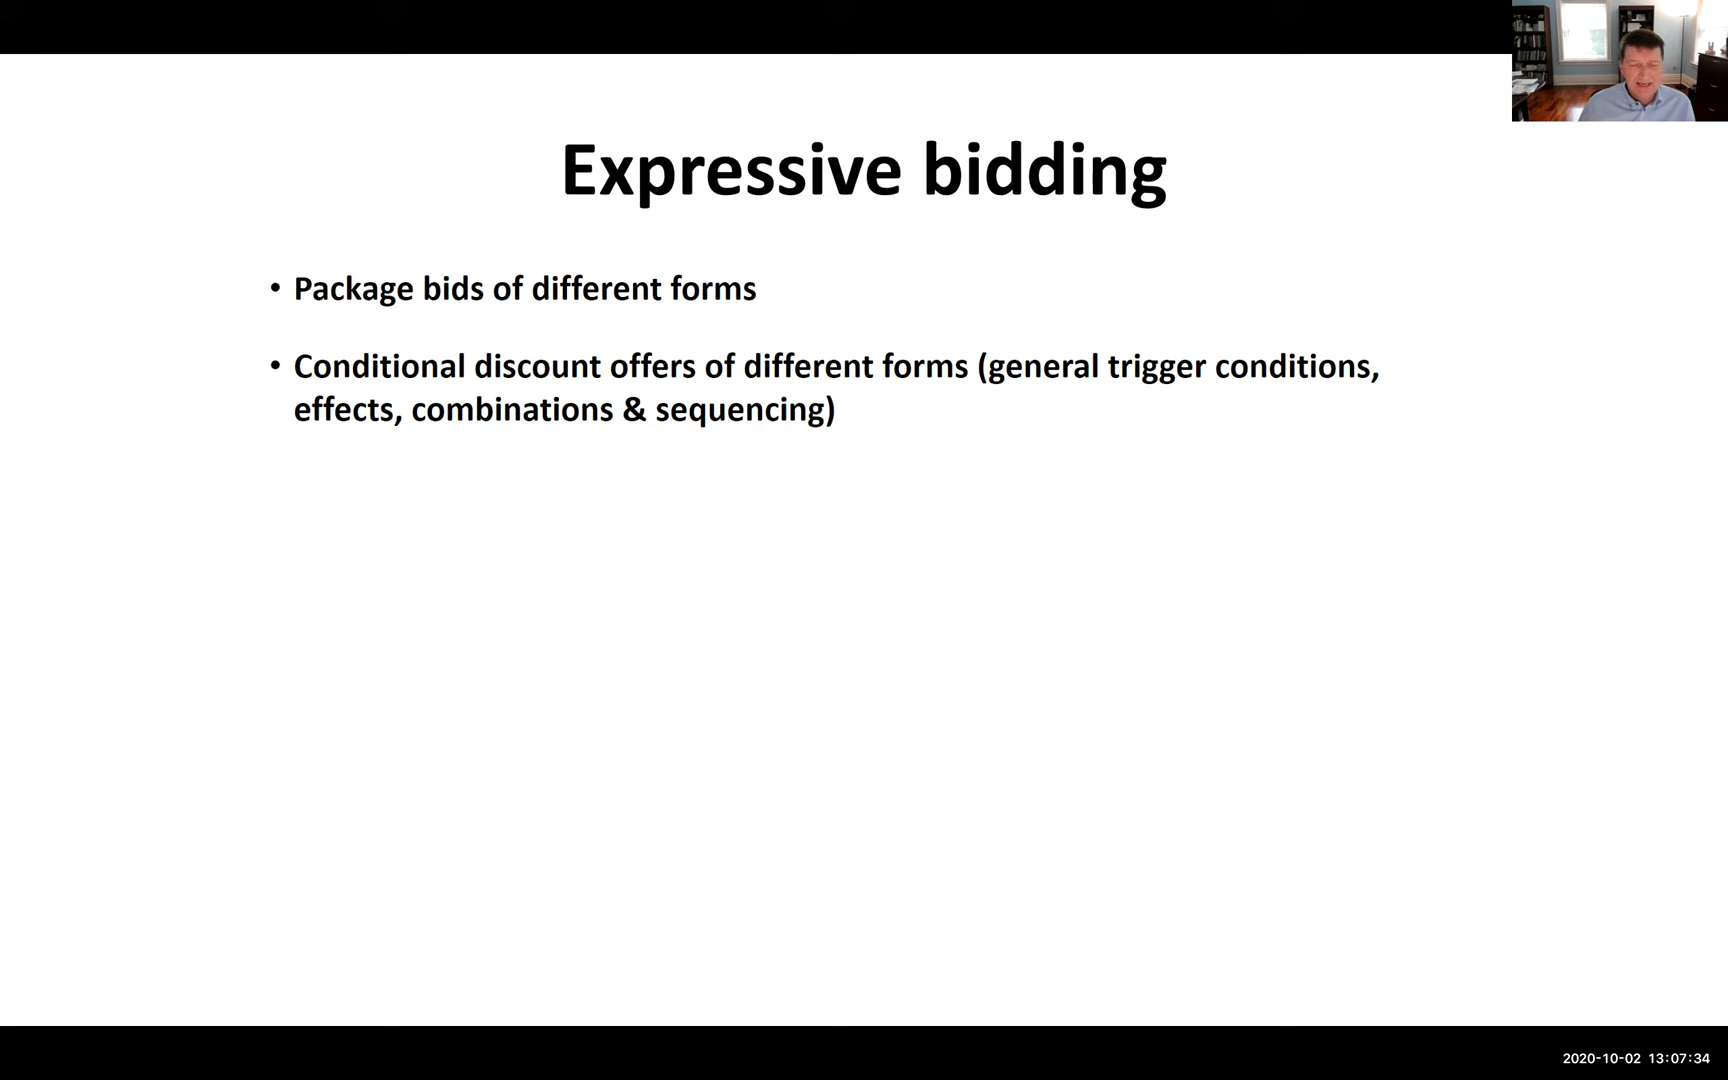 Expressive bidding
• Package bids of different forms
• Conditional discount offers of different forms (general trigger conditions,
effects, combinations & sequencing)
2020-10-02 13:07:34